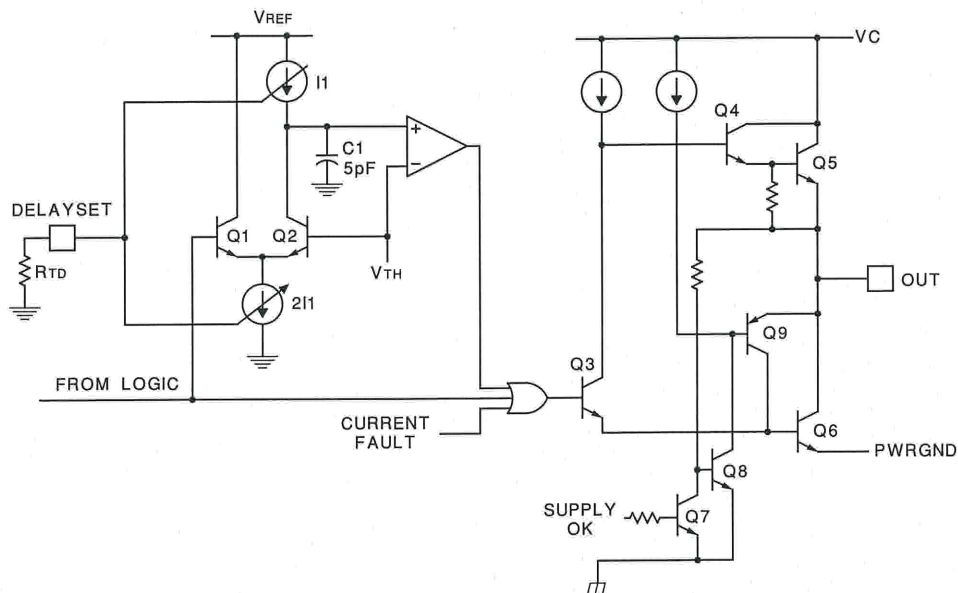 VREF
VC
I1
Q4
C1
5pF
Q5
DELAYSET
Q1
Q2
RTD
VTH
2I1
OUT
Q9
Q3
FROM LOGIC
CURRENT
FAULT
Q6
PWRGND
Q8
SUPPLY
OK
Q7